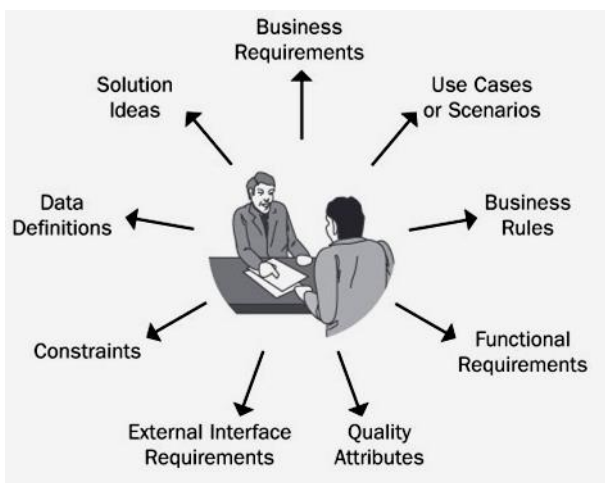 Business
Requirements
Use Cases
or Scenarios
Business
Rules
Functional
Requirements
Quality
Attributes
External Interface
Requirements
Constraints
Data
Definitions
Solution
Ideas